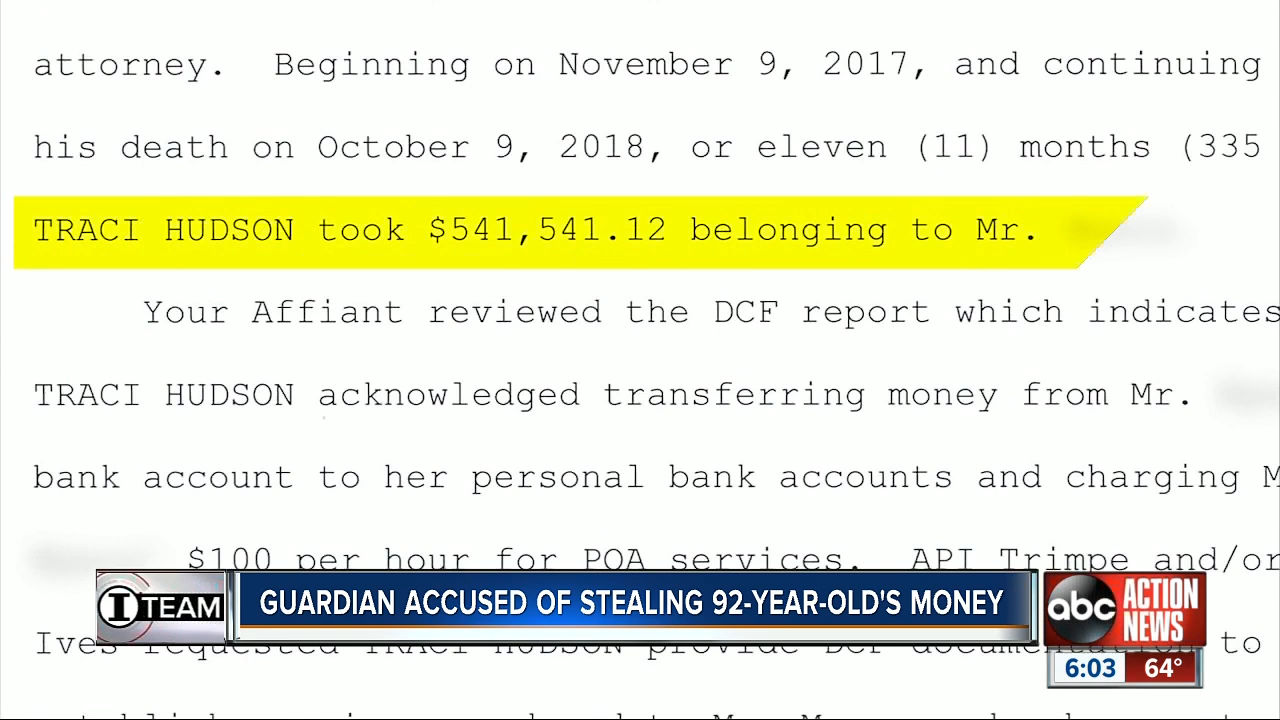 attorney. Beginning on November 9, 2017, and continuing
his death on October 9, 2018, or eleven (11) months (335
TRACI HUDSON took $541,541.12 belonging to Mr.
Your Affiant reviewed the DCF report which indicates
TRACI HUDSON acknowledged transferring money from Mr.
bank account to her personal bank accounts and charging M
$100 per hour for POA services. API Trimpe and/or
I TEAM
GUARDIAN ACCUSED OF STEALING 92-YEAR-OLD'S MONEY
abc ACTION NEWS
Ives requested TRACI HUDSON provide DCF documentation to
6:03 64°